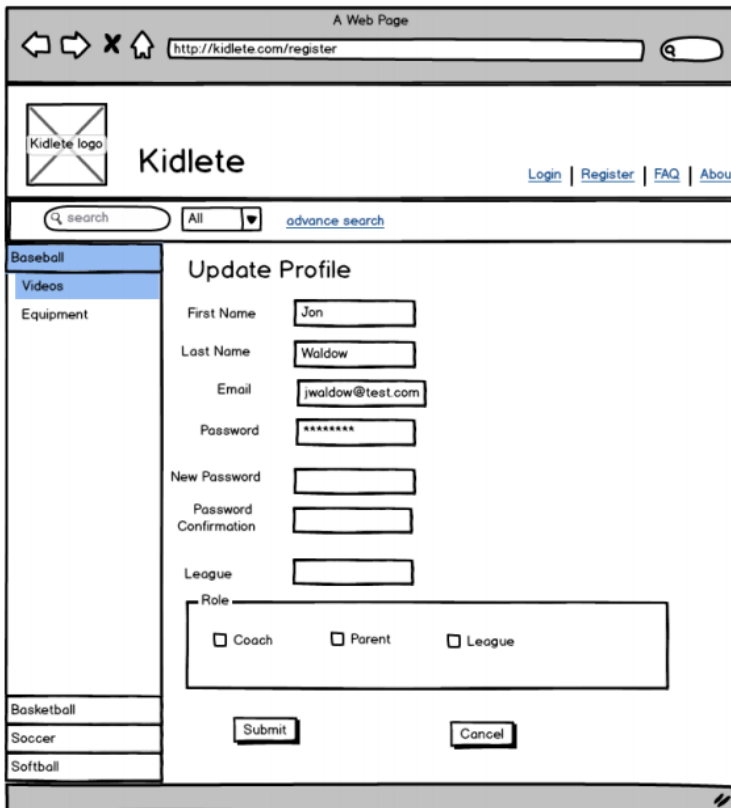 A Web Page
http://kidlete.com/register
Kidlete logo
Kidlete
Login | Register | FAQ | Abou
search
All
advance search
Baseball
Videos
Equipment
Update Profile
First Name Jon
Last Name Waldow
Email jwaldow@test.com
Password ********
New Password
Password
Confirmation
League
Role
Coach Parent League
Submit Cancel
Basketball
Soccer
Softball